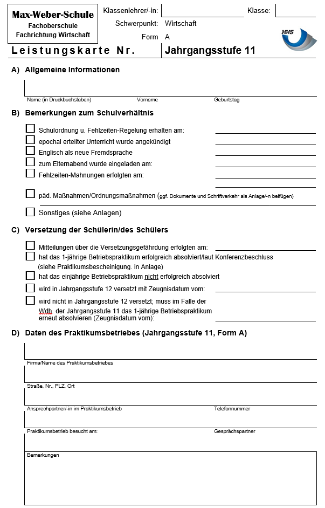 Max-Weber-Schule
Fachoberschule
Fachrichtung Wirtschaft
Klassenlehrer/-in:
Klasse:
Schwerpunkt: Wirtschaft
Form A
Leistungskarte Nr.
Jahrgangsstufe 11
A) Allgemeine Informationen
Name (in Druckbuchstaben) Vorname Geburtstag
B) Bemerkungen zum Schulverhältnis
Schulordnung u. Fehlzeiten-Regelung erhalten am:
epochal erteilter Unterricht wurde angekündigt
Englisch als neue Fremdsprache
zum Elternabend wurde eingeladen am:
Fehlzeiten-Mahnungen erfolgten am:
päd. Maßnahmen/Ordnungsmaßnahmen (ggf. Dokumente und Schriftverkehr als Anlage/-n beifügen)
Sonstiges (siehe Anlagen)
C) Versetzung der Schülerin/des Schülers
Mitteilungen über die Versetzungsgefährdung erfolgten am:
hat das 1-jährige Betriebspraktikum erfolgreich absolviert/laut Konferenzbeschluss
(siehe Praktikumsbescheinigung, in Anlage)
hat das einjährige Betriebspraktikum nicht erfolgreich absolviert
wird in Jahrgangsstufe 12 versetzt mit Zeugnisdatum vom:
wird nicht in Jahrgangsstufe 12 versetzt, muss im Falle der
Wdh. der Jahrgangsstufe 11 das 1-jährige Betriebspraktikum
erneut absolvieren (Zeugnisdatum vom)
D) Daten des Praktikumsbetriebes (Jahrgangsstufe 11, Form A)
Firma/Name des Praktikumsbetriebes
Straße, Nr., PLZ, Ort
Ansprechpartner/-in im Praktikumsbetrieb Telefonnummer
Praktikumsbetrieb besucht am: Gesprächspartner
Bemerkungen